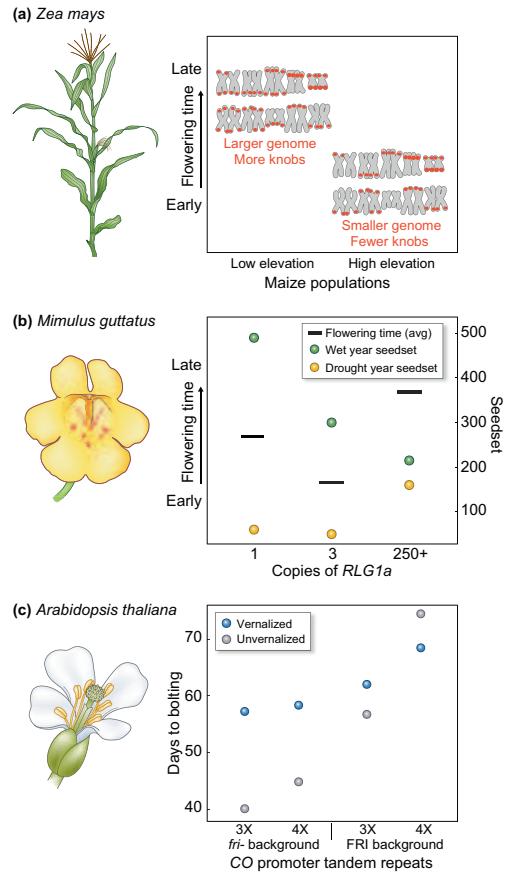 (a) Zea mays
Late
Flowering time
Early
Larger genome
More knobs
Smaller genome
Fewer knobs
Low elevation
High elevation
Maize populations
(b) Mimulus guttatus
Late
Flowering time
Early
Flowering time (avg)
Wet year seedset
Drought year seedset
500
400
300
200
100
Seedset
1
3
250+
Copies of RLG1a
(c) Arabidopsis thaliana
Vernalized
Unvernalized
70
60
50
40
Days to bolting
3X
4X
3X
4X
fri- background
FRI background
CO promoter tandem repeats